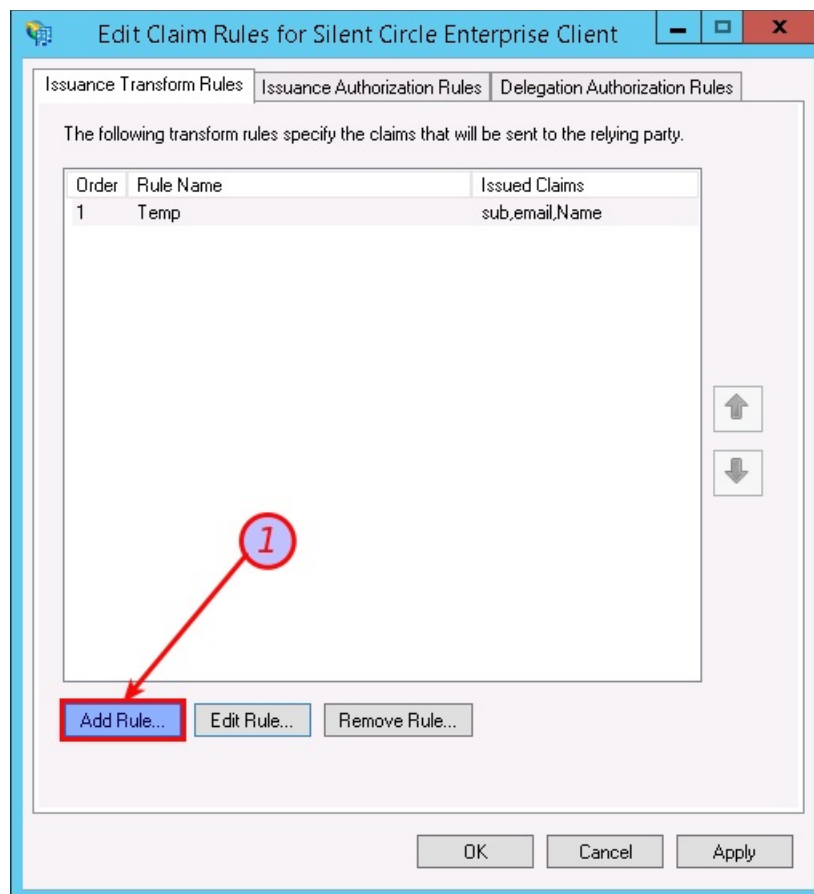 Edit Claim Rules for Silent Circle Enterprise Client
Issuance Transform Rules Issuance Authorization Rules Delegation Authorization Rules
The following transform rules specify the claims that will be sent to the relying party.
Order Rule Name Issued Claims
1 Temp sub,email,Name
1
Add Rule... Edit Rule... Remove Rule...
OK Cancel Apply